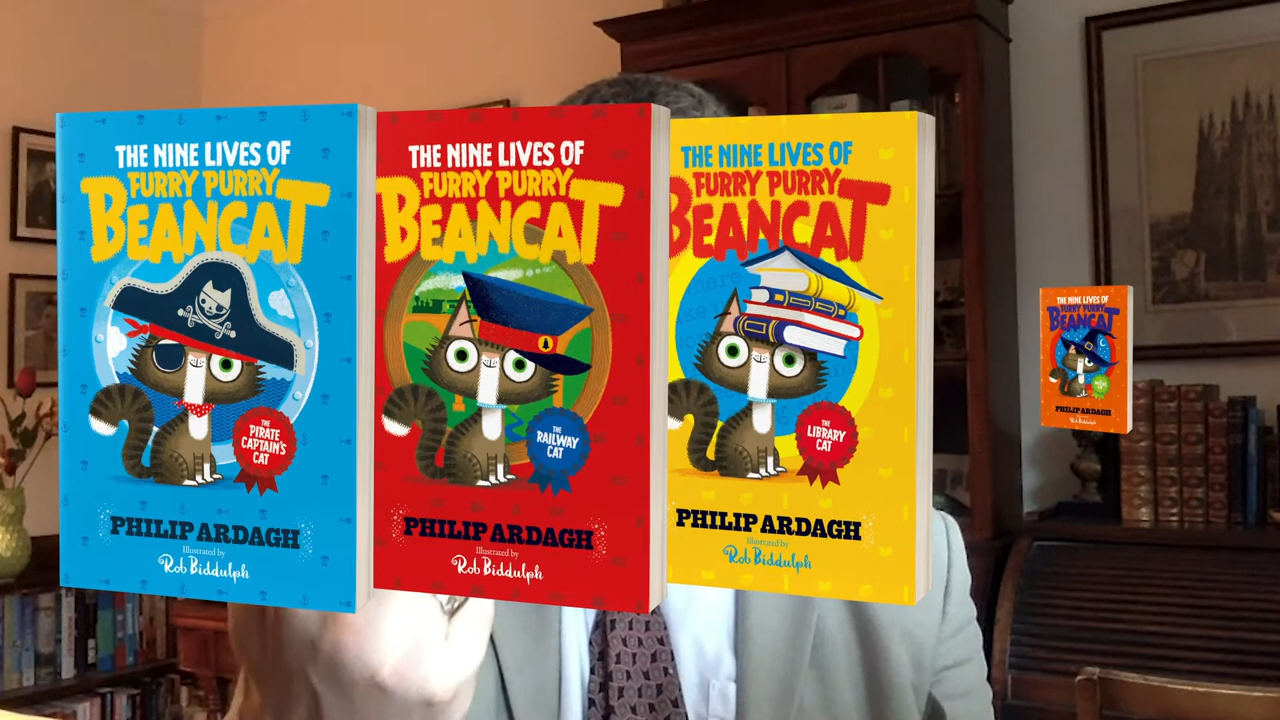 THE NINE LIVES OF
FURRY PURRY
BEANCAT
THE
PIRATE
CAPTAIN'S
CAT
PHILIP ARDAGH
Illustrated by
Rob Biddulph
THE NINE LIVES OF
FURRY PURRY
BEANCAT
THE
RAILWAY
CAT
PHILIP ARDAGH
Illustrated by
Rob Biddulph
THE NINE LIVES OF
FURRY PURRY
BEANCAT
THE
LIBRARY
CAT
PHILIP ARDAGH
Illustrated by
Rob Biddulph
THE NINE LIVES OF
FURRY PURRY
BEANCAT
PHILIP ARDAGH
Rob Biddulph